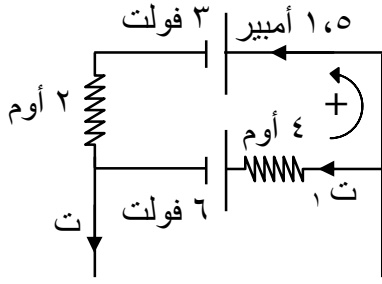 ٣ فولت
١،٥ أمبير
٢ أوم
+
٤ أوم
٦ فولت
ت ١
ت